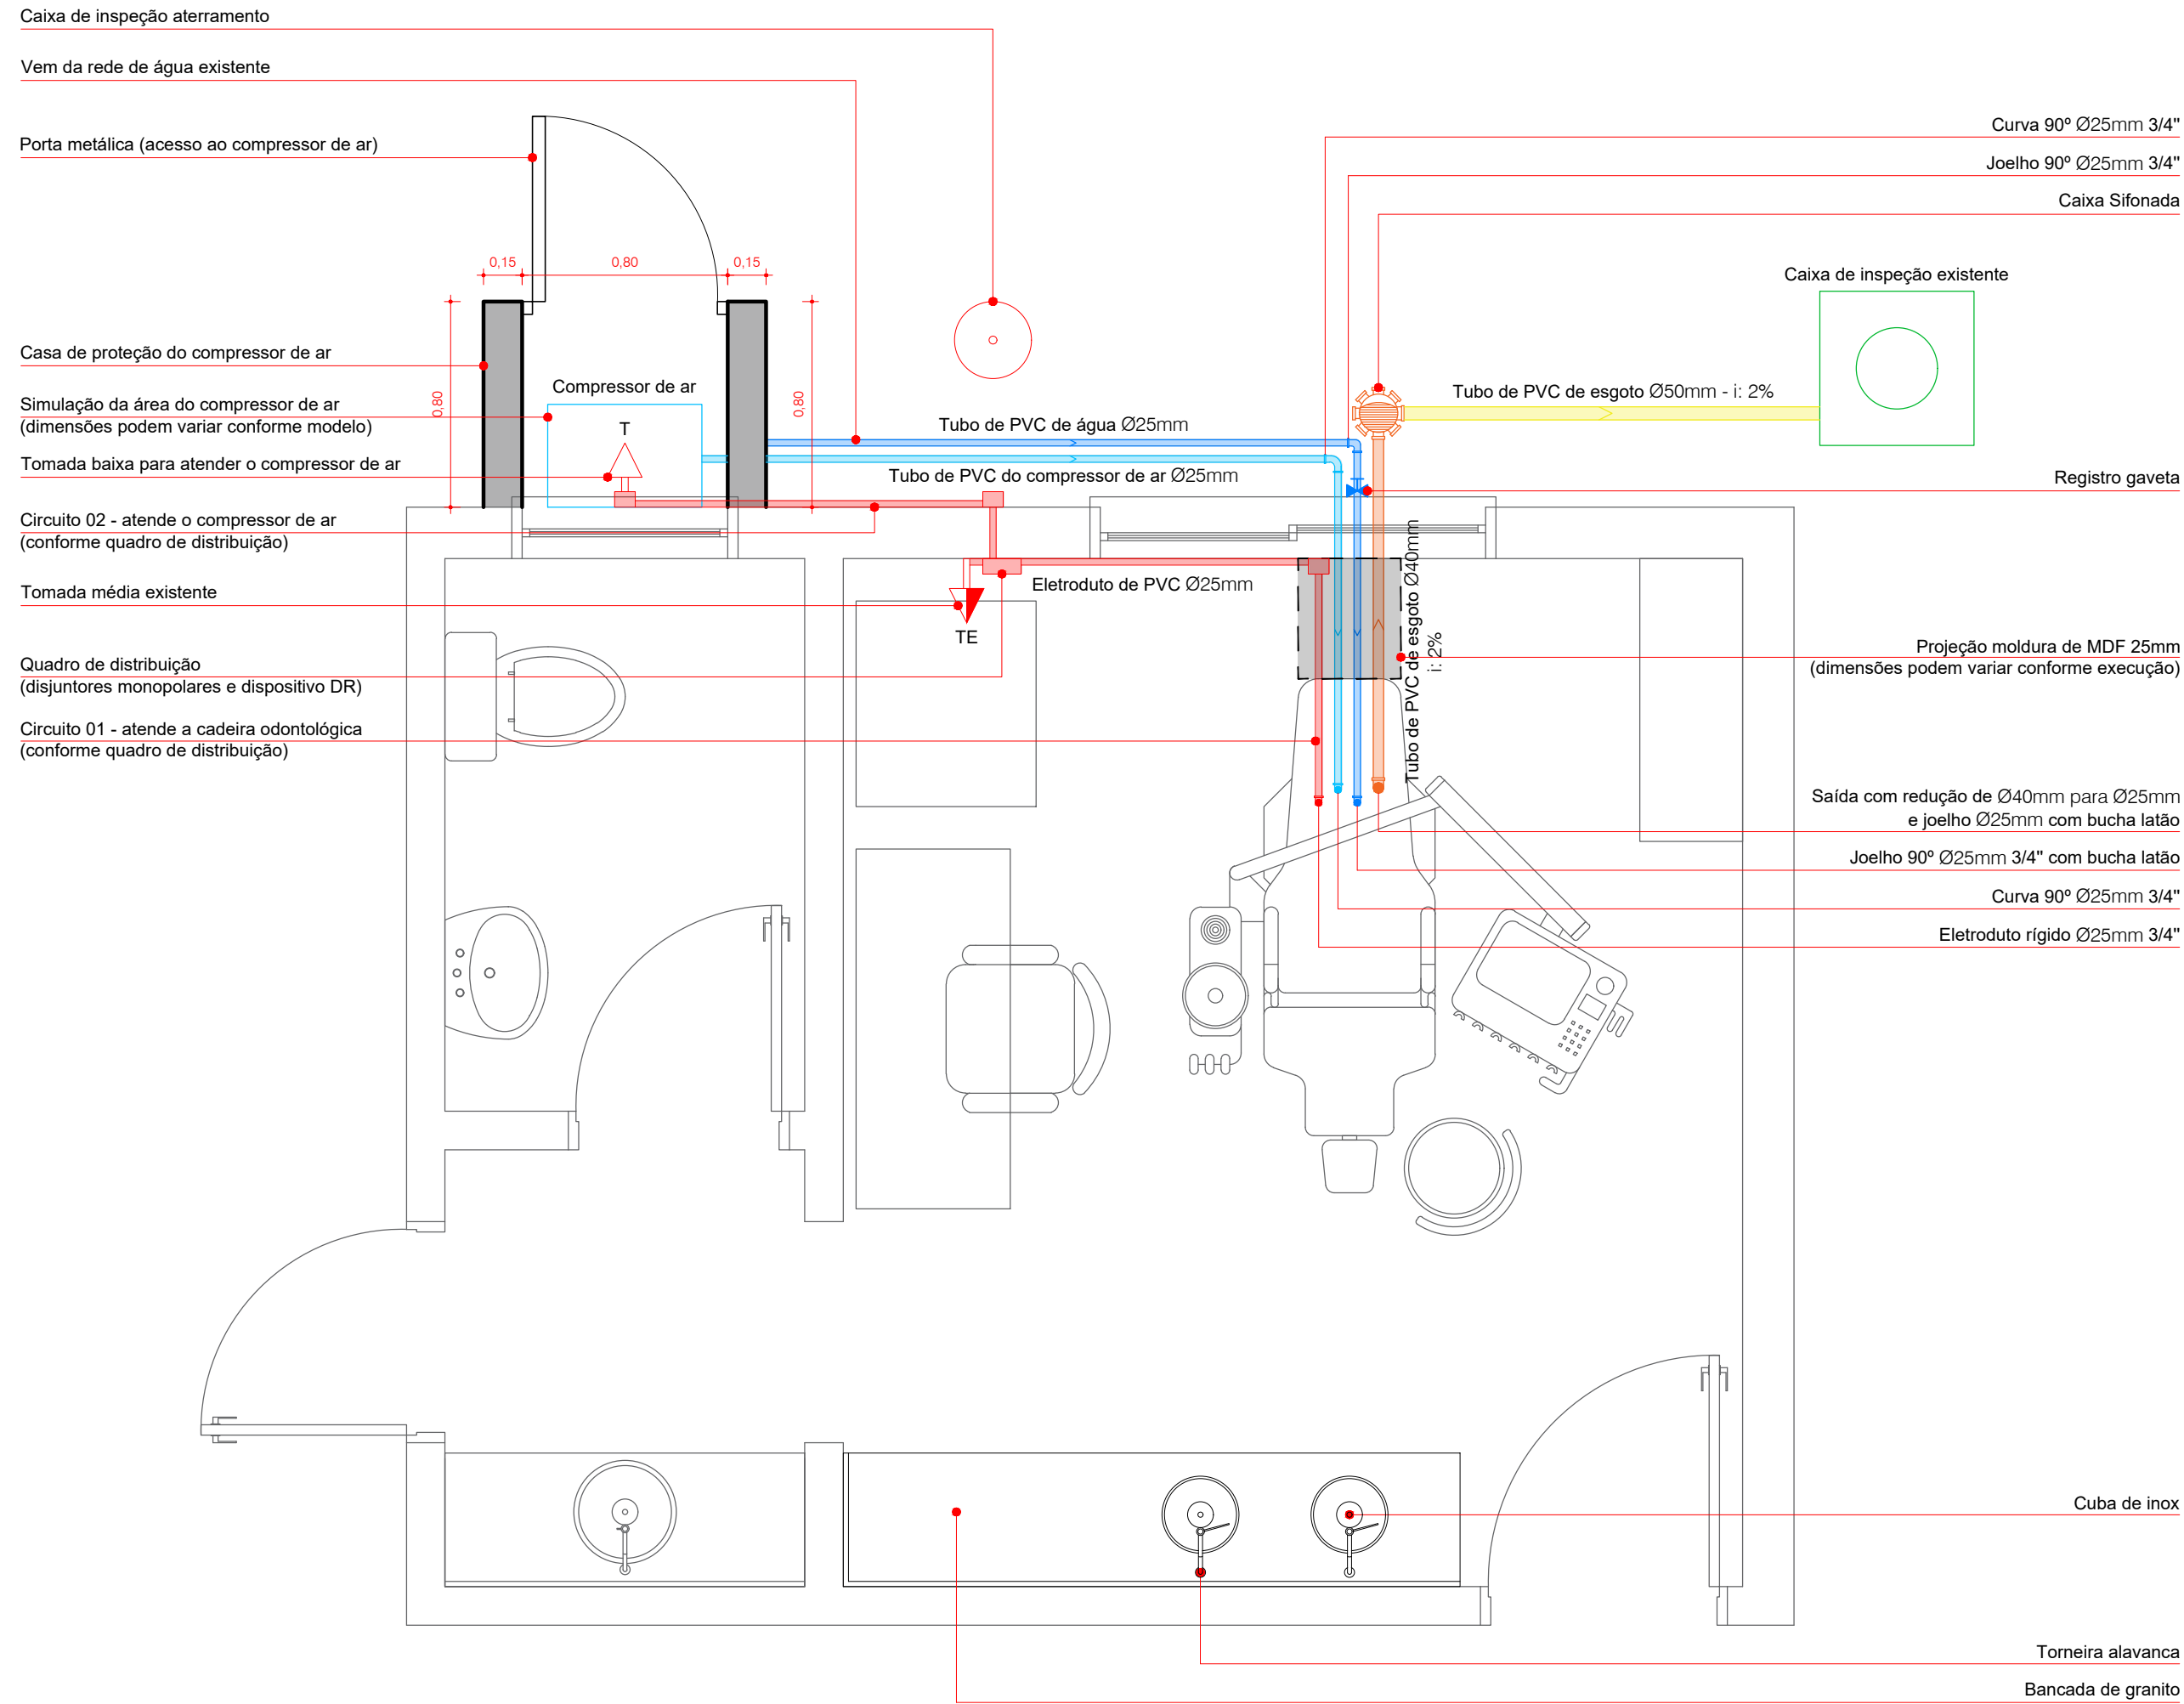 Caixa de inspeção aterramento
Vem da rede de água existente
Porta metálica (acesso ao compressor de ar)
Curva 90º Ø25mm 3/4"
Joelho 90º Ø25mm 3/4"
Caixa Sifonada
0,15
0,80
0,15
Caixa de inspeção existente
Casa de proteção do compressor de ar
Compressor de ar
Simulação da área do compressor de ar
(dimensões podem variar conforme modelo)
0,80
0,80
T
Tubo de PVC de esgoto Ø50mm - i: 2%
Tubo de PVC de água Ø25mm
Tomada baixa para atender o compressor de ar
Tubo de PVC do compressor de ar Ø25mm
Registro gaveta
Circuito 02 - atende o compressor de ar
(conforme quadro de distribuição)
Tomada média existente
Eletroduto de PVC Ø25mm
TE
Tubo de PVC de esgoto Ø40mm
i: 2%
Quadro de distribuição
(disjuntores monopolares e dispositivo DR)
Projeção moldura de MDF 25mm
(dimensões podem variar conforme execução)
Circuito 01 - atende a cadeira odontológica
(conforme quadro de distribuição)
Saída com redução de Ø40mm para Ø25mm
e joelho Ø25mm com bucha latão
Joelho 90º Ø25mm 3/4" com bucha latão
Curva 90º Ø25mm 3/4"
Eletroduto rígido Ø25mm 3/4"
Cuba de inox
Torneira alavanca
Bancada de granito